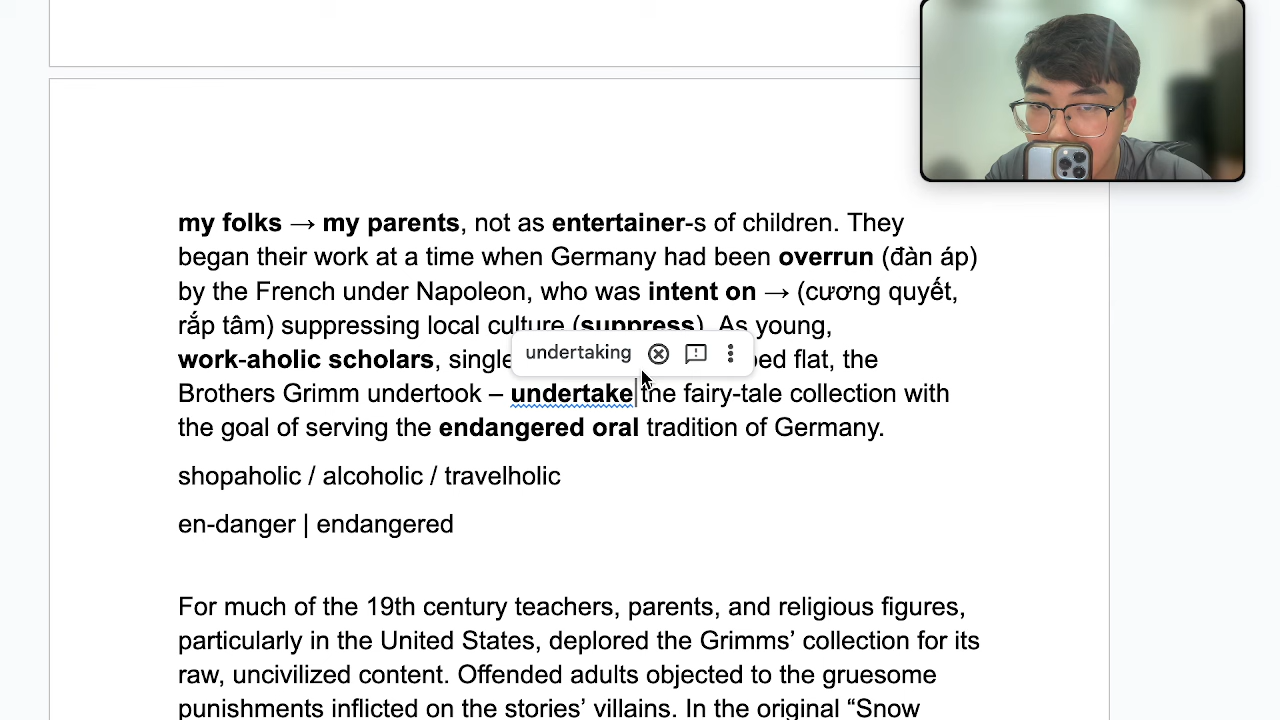 my folks → my parents, not as entertainer-s of children. They
began their work at a time when Germany had been overrun (đàn áp)
by the French under Napoleon, who was intent on → (cương quyết,
rắp tâm) suppressing local culture (suppress). As young,
work-aholic scholars, single ped flat, the
undertaking
Brothers Grimm undertook – undertake the fairy-tale collection with
the goal of serving the endangered oral tradition of Germany.
shopaholic / alcoholic / travelholic
en-danger | endangered
For much of the 19th century teachers, parents, and religious figures,
particularly in the United States, deplored the Grimms’ collection for its
raw, uncivilized content. Offended adults objected to the gruesome
punishments inflicted on the stories’ villains. In the original “Snow